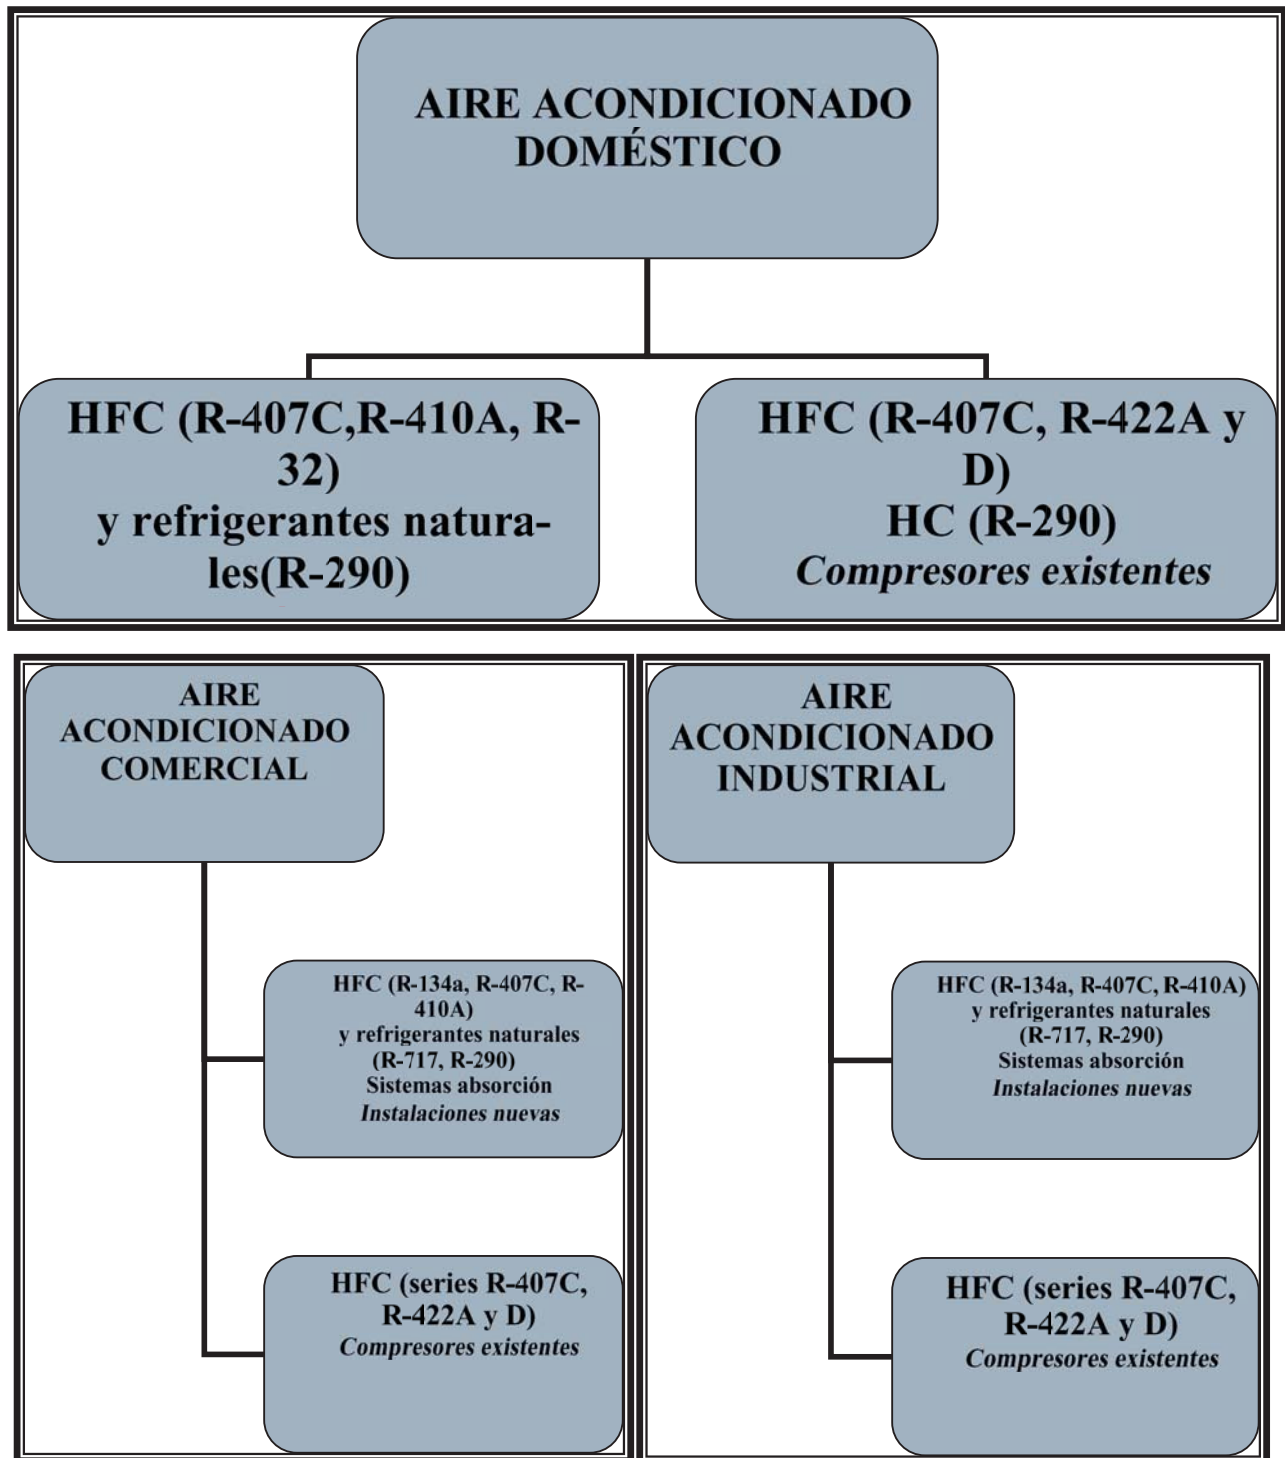 AIRE ACONDICIONADO
DOMÉSTICO
HFC (R-407C,R-410A, R-
32)
y refrigerantes natura-
les(R-290)
HFC (R-407C, R-422A y
D)
HC (R-290)
Compresores existentes
AIRE
ACONDICIONADO
COMERCIAL
HFC (R-134a, R-407C, R-
410A)
y refrigerantes naturales
(R-717, R-290)
Sistemas absorción
Instalaciones nuevas
HFC (series R-407C,
R-422A y D)
Compresores existentes
AIRE
ACONDICIONADO
INDUSTRIAL
HFC (R-134a, R-407C, R-410A)
y refrigerantes naturales
(R-717, R-290)
Sistemas absorción
Instalaciones nuevas
HFC (series R-407C,
R-422A y D)
Compresores existentes